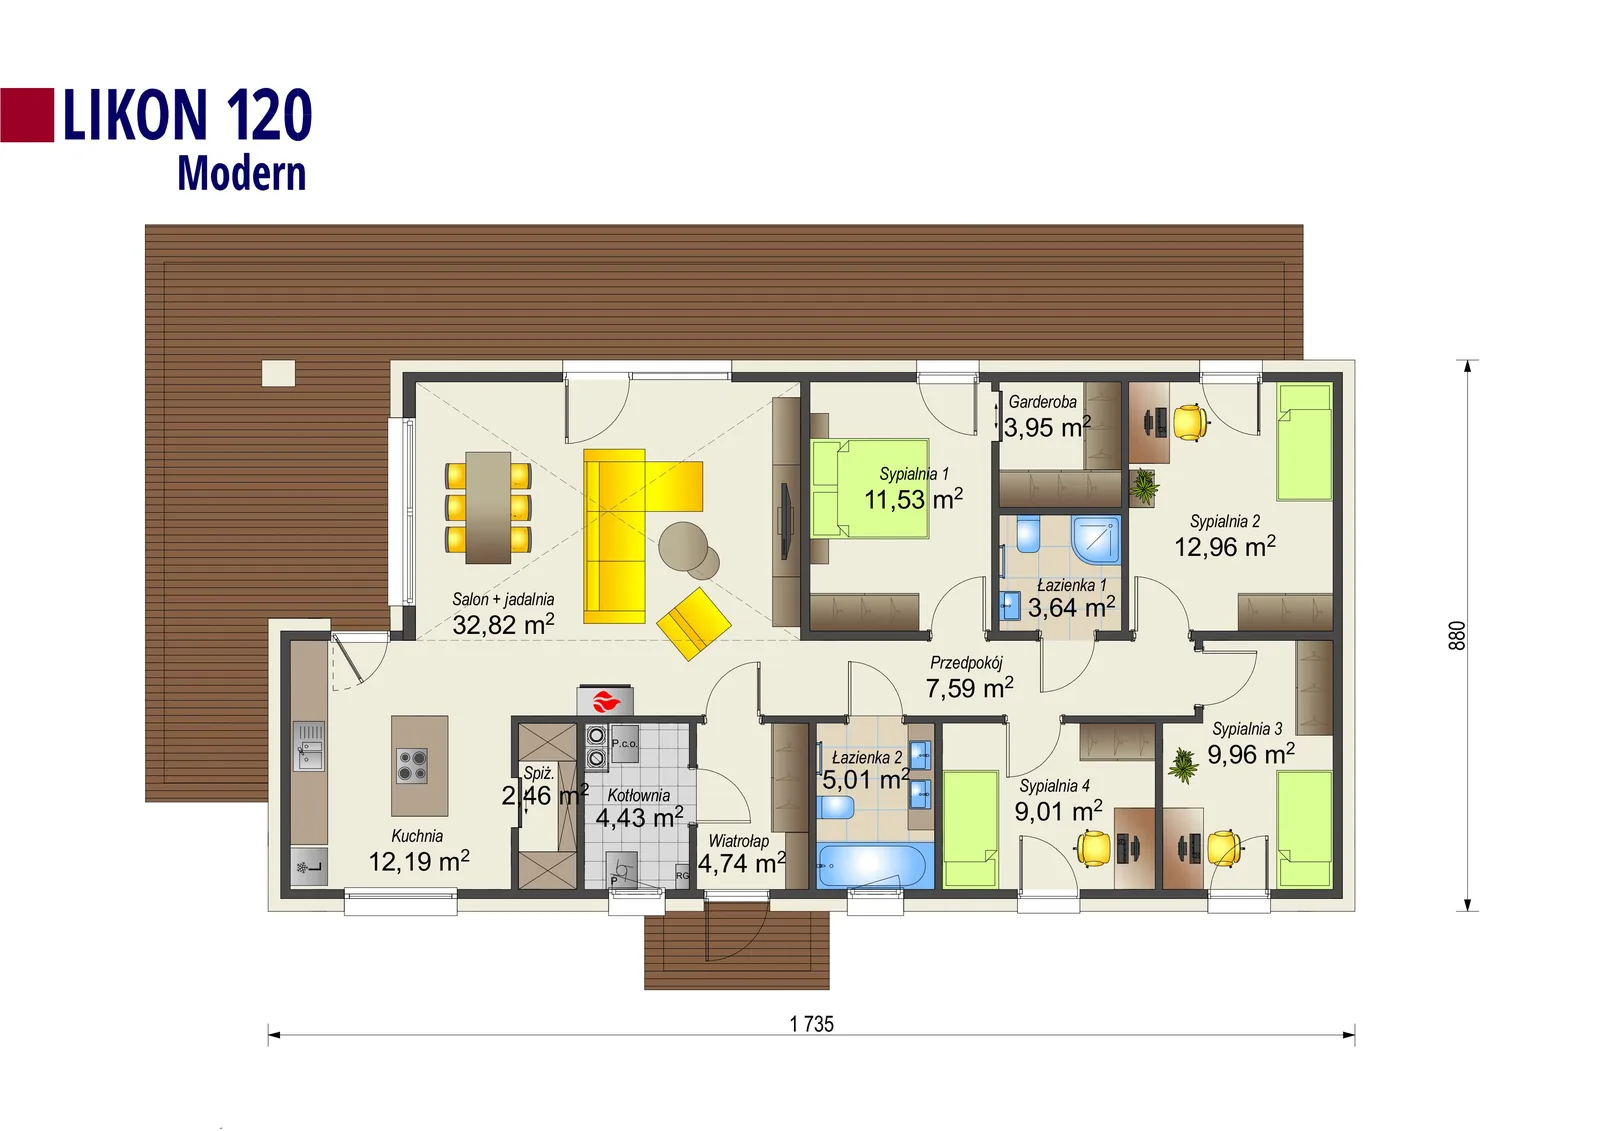 LIKON 120
Modern
Garderoba
3,95 m²
Sypialnia 1
11,53 m²
Sypialnia 2
12,96 m²
Łazienka 1
3,64 m²
Salon + jadalnia
32,82 m²
Przedpokój
7,59 m²
880
Sypialnia 3
9,96 m²
P.c.o.
Spiż.
2,46 m²
Kotłownia
4,43 m²
Łazienka 2
5,01 m²
Sypialnia 4
9,01 m²
Kuchnia
12,19 m²
Wiatrołap
4,74 m²
L
P
RG
1 735